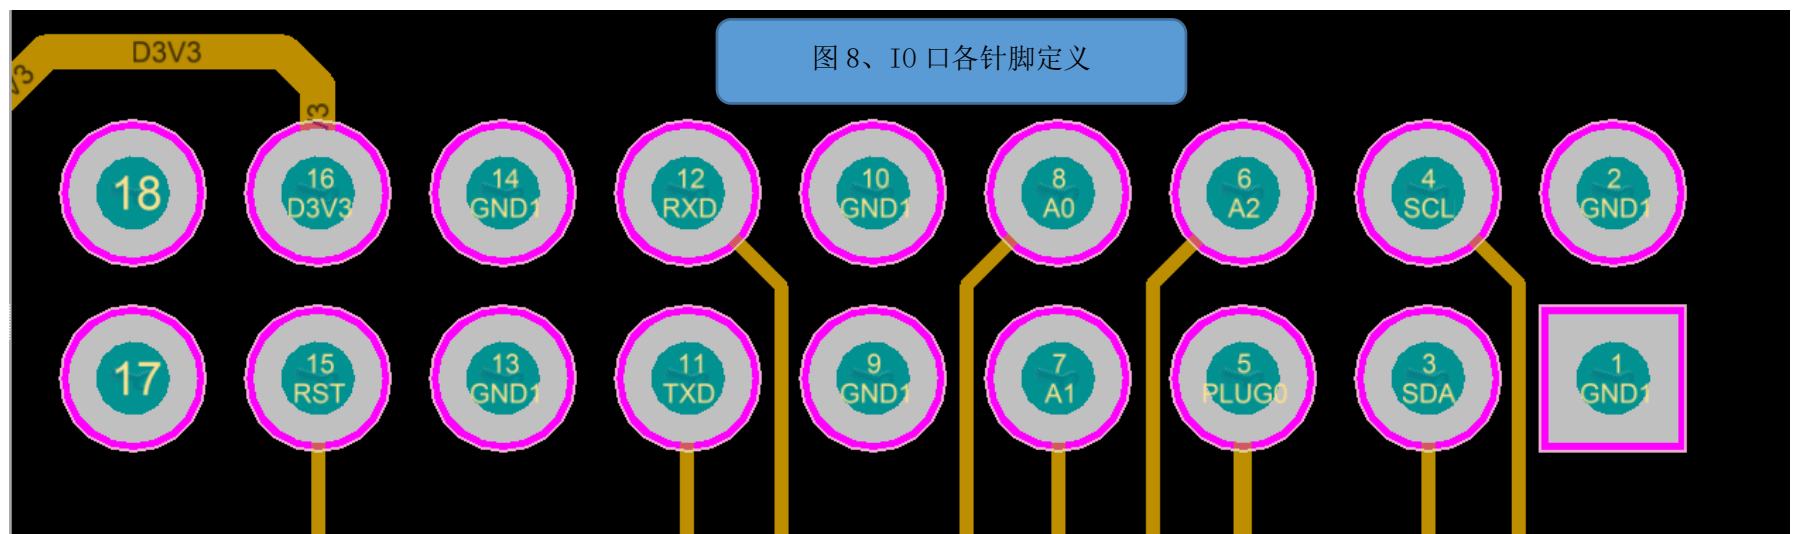 图 8、IO 口各针脚定义
D3V3
V3
V3
18
16
D3V3
14
GND1
12
RXD
10
GND1
8
A0
6
A2
4
SCL
2
GND1
17
15
RST
13
GND1
11
TXD
9
GND1
7
A1
5
PLUG0
3
SDA
1
GND1